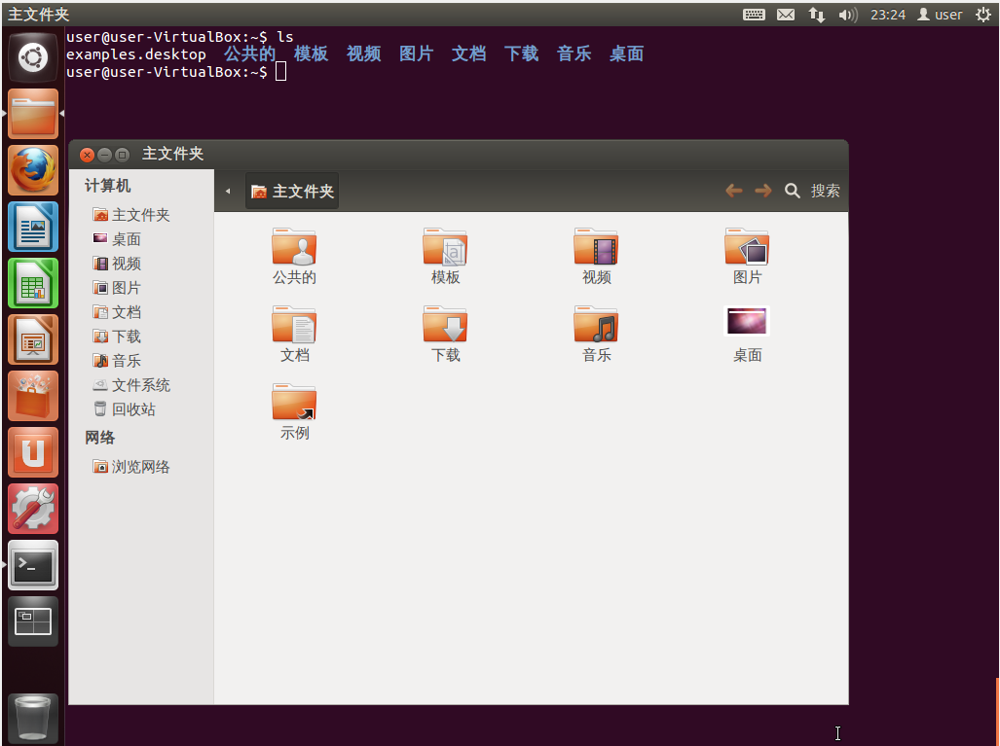 主文件夹 23:24 user
user@user-VirtualBox:~$ ls
examples.desktop 公共的 模板 视频 图片 文档 下载 音乐 桌面
user@user-VirtualBox:~$
主文件夹
计算机
主文件夹
桌面
视频
图片
文档
下载
音乐
文件系统
回收站
网络
浏览网络
主文件夹 搜索
公共的 模板 视频 图片
文档 下载 音乐 桌面
示例